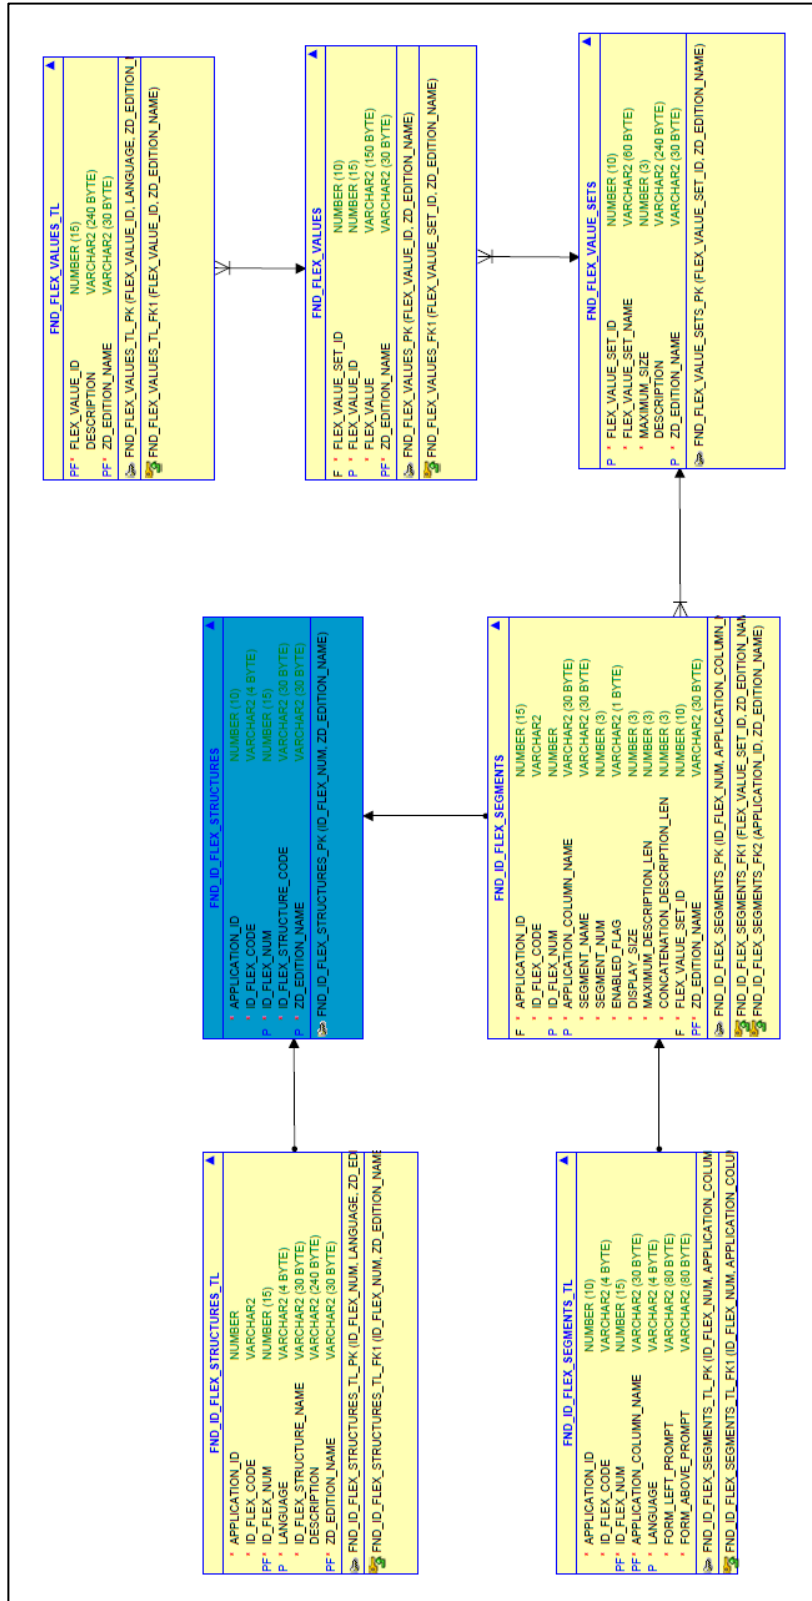 FND_ID_FLEX_STRUCTURES_TL
* APPLICATION_ID NUMBER
* ID_FLEX_CODE VARCHAR2
PF* ID_FLEX_NUM NUMBER (15)
P * LANGUAGE VARCHAR2 (4 BYTE)
* ID_FLEX_STRUCTURE_NAME VARCHAR2 (30 BYTE)
DESCRIPTION VARCHAR2 (240 BYTE)
PF* ZD_EDITION_NAME VARCHAR2 (30 BYTE)
FND_ID_FLEX_STRUCTURES_TL_PK (ID_FLEX_NUM, LANGUAGE, ZD_EDI
FND_ID_FLEX_STRUCTURES_TL_FK1 (ID_FLEX_NUM, ZD_EDITION_NAME
FND_ID_FLEX_SEGMENTS_TL
* APPLICATION_ID NUMBER (10)
* ID_FLEX_CODE VARCHAR2 (4 BYTE)
PF* ID_FLEX_NUM NUMBER (15)
PF* APPLICATION_COLUMN_NAME VARCHAR2 (30 BYTE)
P * LANGUAGE VARCHAR2 (4 BYTE)
* FORM_LEFT_PROMPT VARCHAR2 (80 BYTE)
* FORM_ABOVE_PROMPT VARCHAR2 (80 BYTE)
FND_ID_FLEX_SEGMENTS_TL_PK (ID_FLEX_NUM, APPLICATION_COLUM
FND_ID_FLEX_SEGMENTS_TL_FK1 (ID_FLEX_NUM, APPLICATION_COLU
FND_ID_FLEX_STRUCTURES
* APPLICATION_ID NUMBER (10)
* ID_FLEX_CODE VARCHAR2 (4 BYTE)
P * ID_FLEX_NUM NUMBER (15)
* ID_FLEX_STRUCTURE_CODE VARCHAR2 (30 BYTE)
P * ZD_EDITION_NAME VARCHAR2 (30 BYTE)
FND_ID_FLEX_STRUCTURES_PK (ID_FLEX_NUM, ZD_EDITION_NAME)
FND_ID_FLEX_SEGMENTS
F * APPLICATION_ID NUMBER (15)
* ID_FLEX_CODE VARCHAR2
P * ID_FLEX_NUM NUMBER
P * APPLICATION_COLUMN_NAME VARCHAR2 (30 BYTE)
* SEGMENT_NAME VARCHAR2 (30 BYTE)
* SEGMENT_NUM NUMBER (3)
* ENABLED_FLAG VARCHAR2 (1 BYTE)
* DISPLAY_SIZE NUMBER (3)
* MAXIMUM_DESCRIPTION_LEN NUMBER (3)
* CONCATENATION_DESCRIPTION_LEN NUMBER (3)
F * FLEX_VALUE_SET_ID NUMBER (10)
PF* ZD_EDITION_NAME VARCHAR2 (30 BYTE)
FND_ID_FLEX_SEGMENTS_PK (ID_FLEX_NUM, APPLICATION_COLUMN_
FND_ID_FLEX_SEGMENTS_FK1 (FLEX_VALUE_SET_ID, ZD_EDITION_NAM
FND_ID_FLEX_SEGMENTS_FK2 (APPLICATION_ID, ZD_EDITION_NAME)
FND_FLEX_VALUES_TL
PF* FLEX_VALUE_ID NUMBER (15)
DESCRIPTION VARCHAR2 (240 BYTE)
PF* ZD_EDITION_NAME VARCHAR2 (30 BYTE)
FND_FLEX_VALUES_TL_PK (FLEX_VALUE_ID, LANGUAGE, ZD_EDITION_
FND_FLEX_VALUES_TL_FK1 (FLEX_VALUE_ID, ZD_EDITION_NAME)
FND_FLEX_VALUES
F * FLEX_VALUE_SET_ID NUMBER (10)
P * FLEX_VALUE_ID NUMBER (15)
* FLEX_VALUE VARCHAR2 (150 BYTE)
PF* ZD_EDITION_NAME VARCHAR2 (30 BYTE)
FND_FLEX_VALUES_PK (FLEX_VALUE_ID, ZD_EDITION_NAME)
FND_FLEX_VALUES_FK1 (FLEX_VALUE_SET_ID, ZD_EDITION_NAME)
FND_FLEX_VALUE_SETS
P * FLEX_VALUE_SET_ID NUMBER (10)
* FLEX_VALUE_SET_NAME VARCHAR2 (60 BYTE)
* MAXIMUM_SIZE NUMBER (3)
DESCRIPTION VARCHAR2 (240 BYTE)
P * ZD_EDITION_NAME VARCHAR2 (30 BYTE)
FND_FLEX_VALUE_SETS_PK (FLEX_VALUE_SET_ID, ZD_EDITION_NAME)